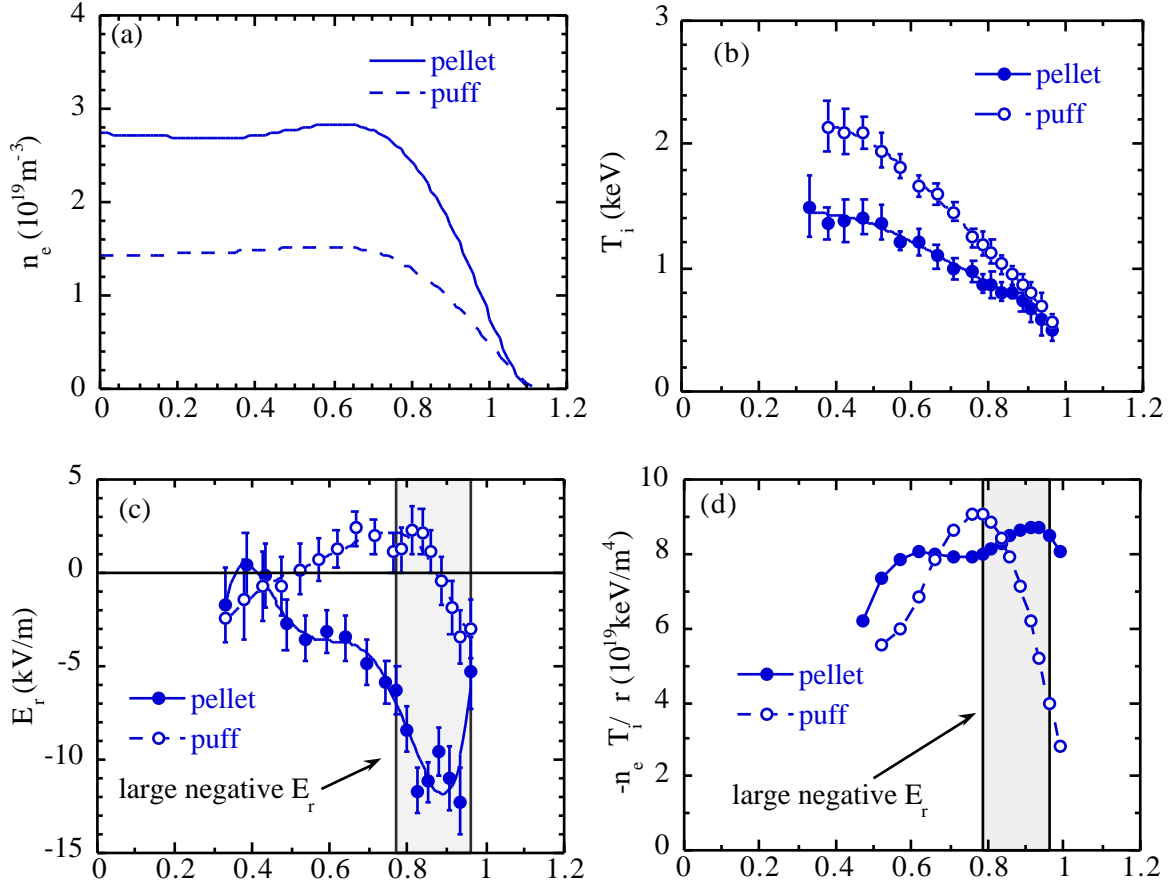 (a)
pellet
puff
n_e (10^19 m^-3)
4
3
2
1
0
0 0.2 0.4 0.6 0.8 1 1.2
(b)
pellet
puff
T_i (keV)
3
2
1
0
0 0.2 0.4 0.6 0.8 1 1.2
(c)
pellet
puff
large negative E_r
E_r (kV/m)
5
0
-5
-10
-15
0 0.2 0.4 0.6 0.8 1 1.2
(d)
pellet
puff
large negative E_r
-n_e T_i/ r (10^19 keV/m^4)
10
8
6
4
2
0
0 0.2 0.4 0.6 0.8 1 1.2